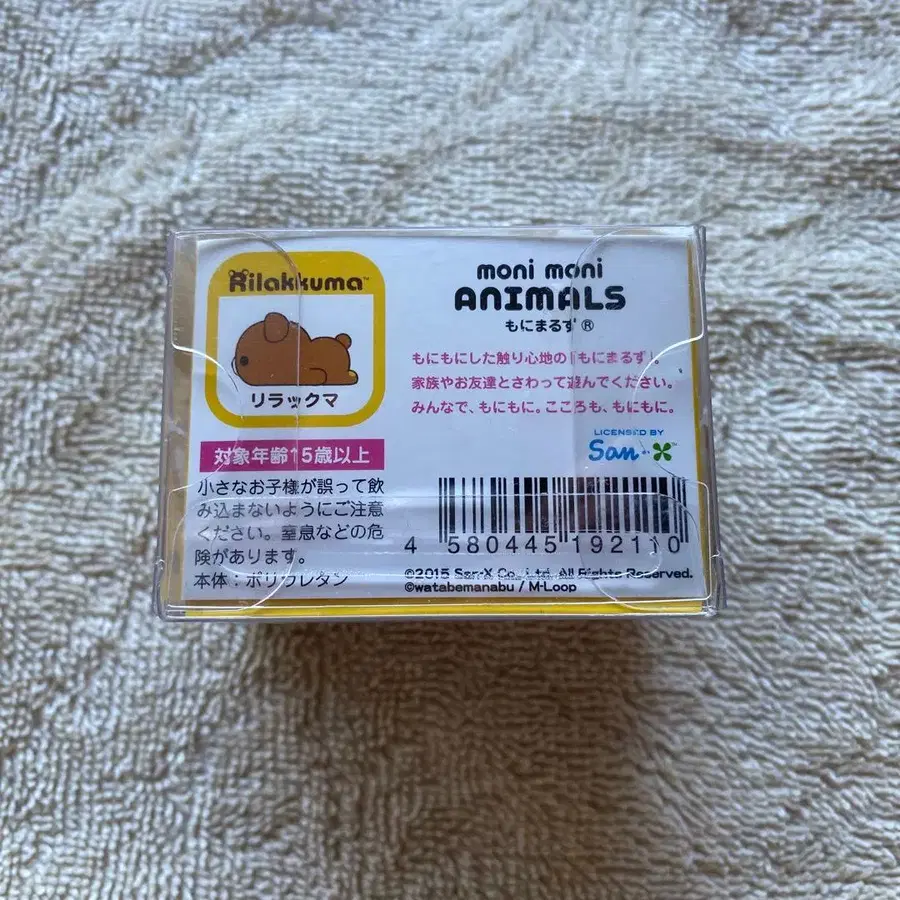 Rilakkuma™
リラックマ
対象年齢15歳以上
小さなお子様が誤って飲
み込まないようにご注意
ください。窒息などの危
険があります。
本体：ポリウレタン
moni moni
ANIMALS
もにまるず®
もにもにした触り心地の「もにまるず」。
家族やお友達とさわって遊んでください。
みんなで、もにもに。こころも、もにもに。
LICENSED BY
San-X™
4 580445 192110
©2015 San-X Co., Ltd. All Rights Reserved.
©watabemanabu / M-Loop